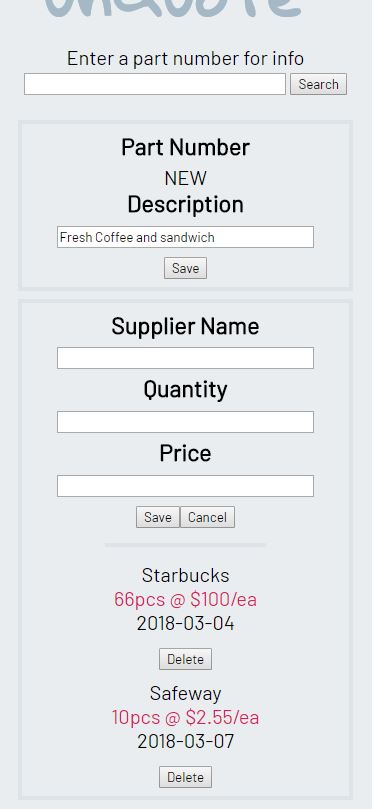 Enter a part number for info
Search
Part Number
NEW
Description
Fresh Coffee and sandwich
Save
Supplier Name
Quantity
Price
Save Cancel
Starbucks
66pcs @ $100/ea
2018-03-04
Delete
Safeway
10pcs @ $2.55/ea
2018-03-07
Delete